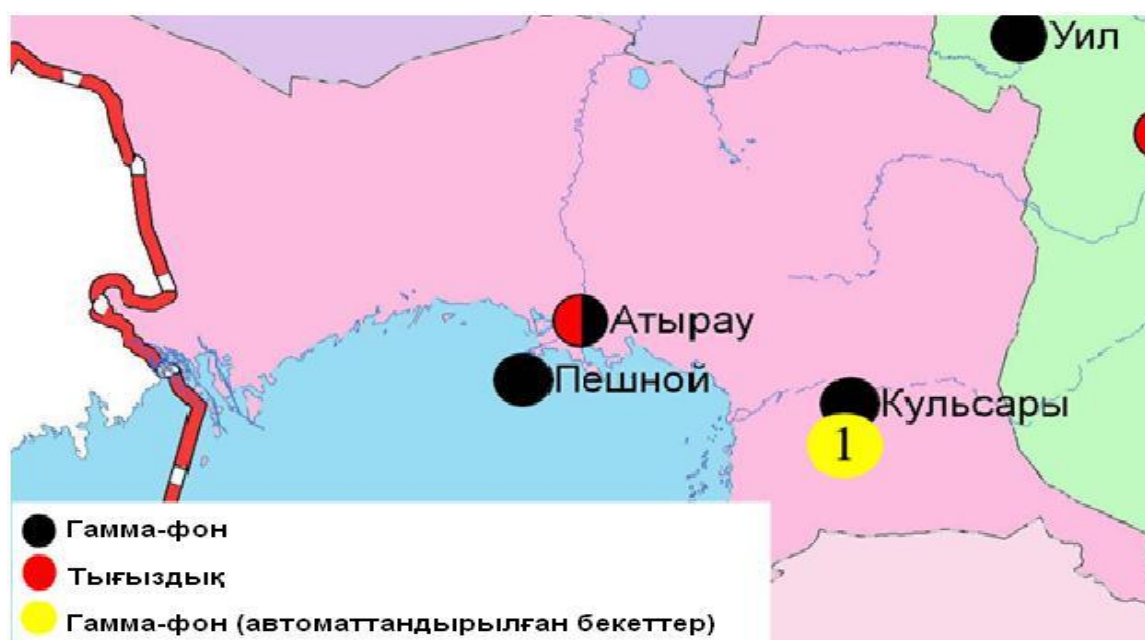 Уил
Атырау
Пешной
Кульсары
1
Гамма-фон
Тығыздық
Гамма-фон (автоматтандырылған бекеттер)